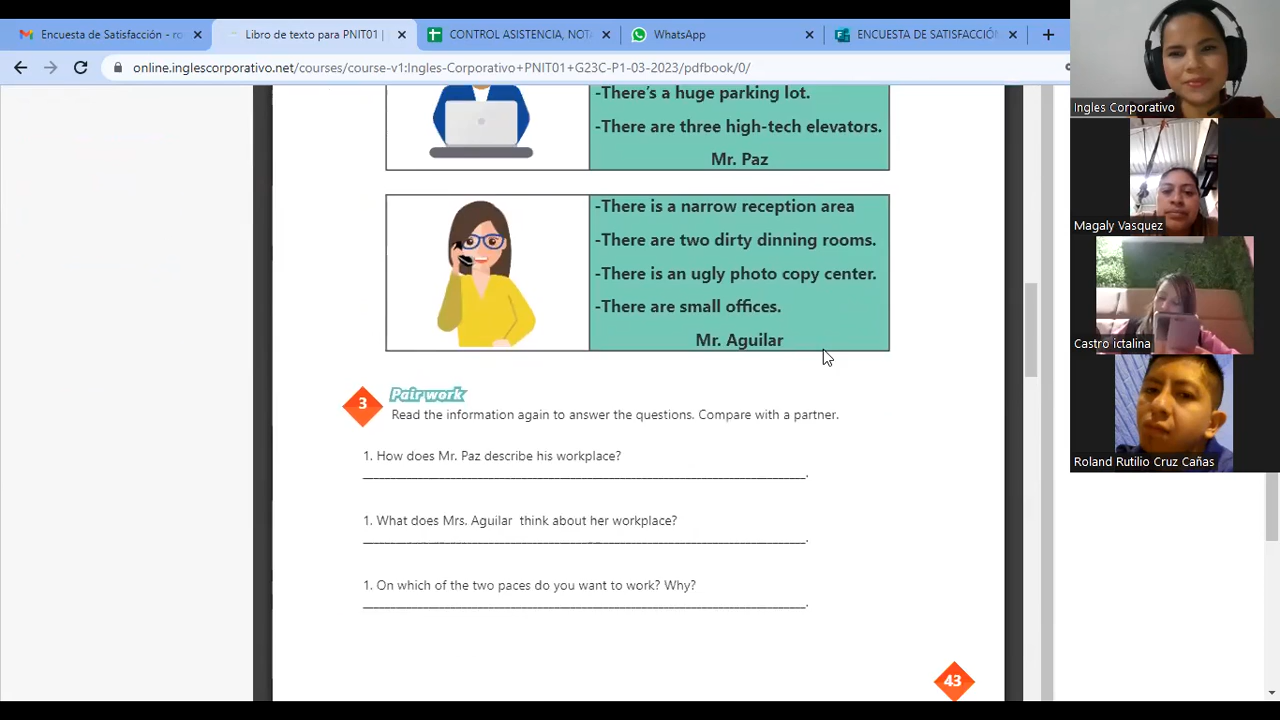 Encuesta de Satisfacción - ro
Libro de texto para PNIT01 |
CONTROL ASISTENCIA, NOTA
WhatsApp
ENCUESTA DE SATISFACCIÓN
online.inglescorporativo.net/courses/course-v1:Ingles-Corporativo+PNIT01+G23C-P1-03-2023/pdfbook/0/
-There's a huge parking lot.
-There are three high-tech elevators.
Mr. Paz
-There is a narrow reception area
-There are two dirty dinning rooms.
-There is an ugly photo copy center.
-There are small offices.
Mr. Aguilar
3
Pair work
Read the information again to answer the questions. Compare with a partner.
1. How does Mr. Paz describe his workplace?
1. What does Mrs. Aguilar think about her workplace?
1. On which of the two paces do you want to work? Why?
43
Ingles Corporativo
Magaly Vasquez
Castro ictalina
Roland Rutilio Cruz Cañas